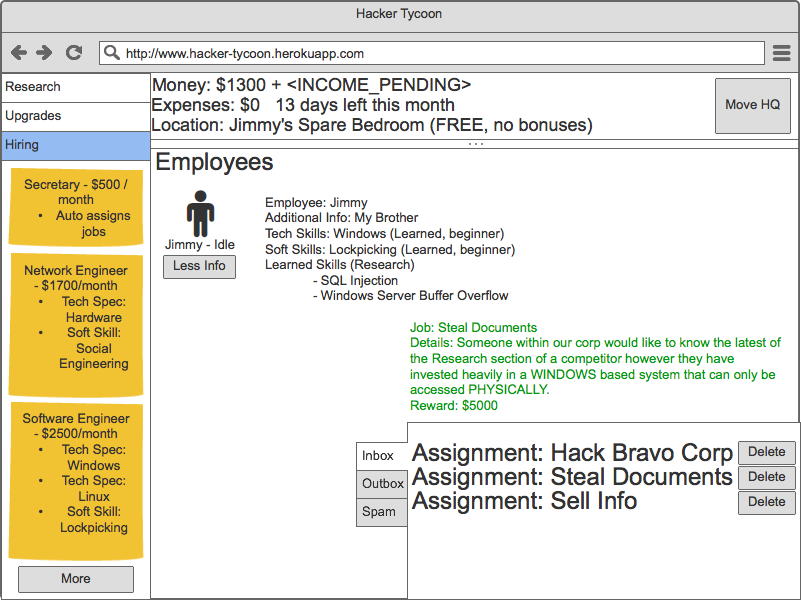 Hacker Tycoon
http://www.hacker-tycoon.herokuapp.com
Research
Upgrades
Hiring
Secretary - $500 /
month
• Auto assigns
jobs
Network Engineer
- $1700/month
• Tech Spec:
Hardware
• Soft Skill:
Social
Engineering
Software Engineer
- $2500/month
• Tech Spec:
Windows
• Tech Spec:
Linux
• Soft Skill:
Lockpicking
More
Money: $1300 + <INCOME_PENDING>
Expenses: $0   13 days left this month
Location: Jimmy's Spare Bedroom (FREE, no bonuses)
Move HQ
Employees
Jimmy - Idle
Less Info
Employee: Jimmy
Additional Info: My Brother
Tech Skills: Windows (Learned, beginner)
Soft Skills: Lockpicking (Learned, beginner)
Learned Skills (Research)
- SQL Injection
- Windows Server Buffer Overflow
Job: Steal Documents
Details: Someone within our corp would like to know the latest of
the Research section of a competitor however they have
invested heavily in a WINDOWS based system that can only be
accessed PHYSICALLY.
Reward: $5000
Inbox
Outbox
Spam
Assignment: Hack Bravo Corp Delete
Assignment: Steal Documents Delete
Assignment: Sell Info Delete